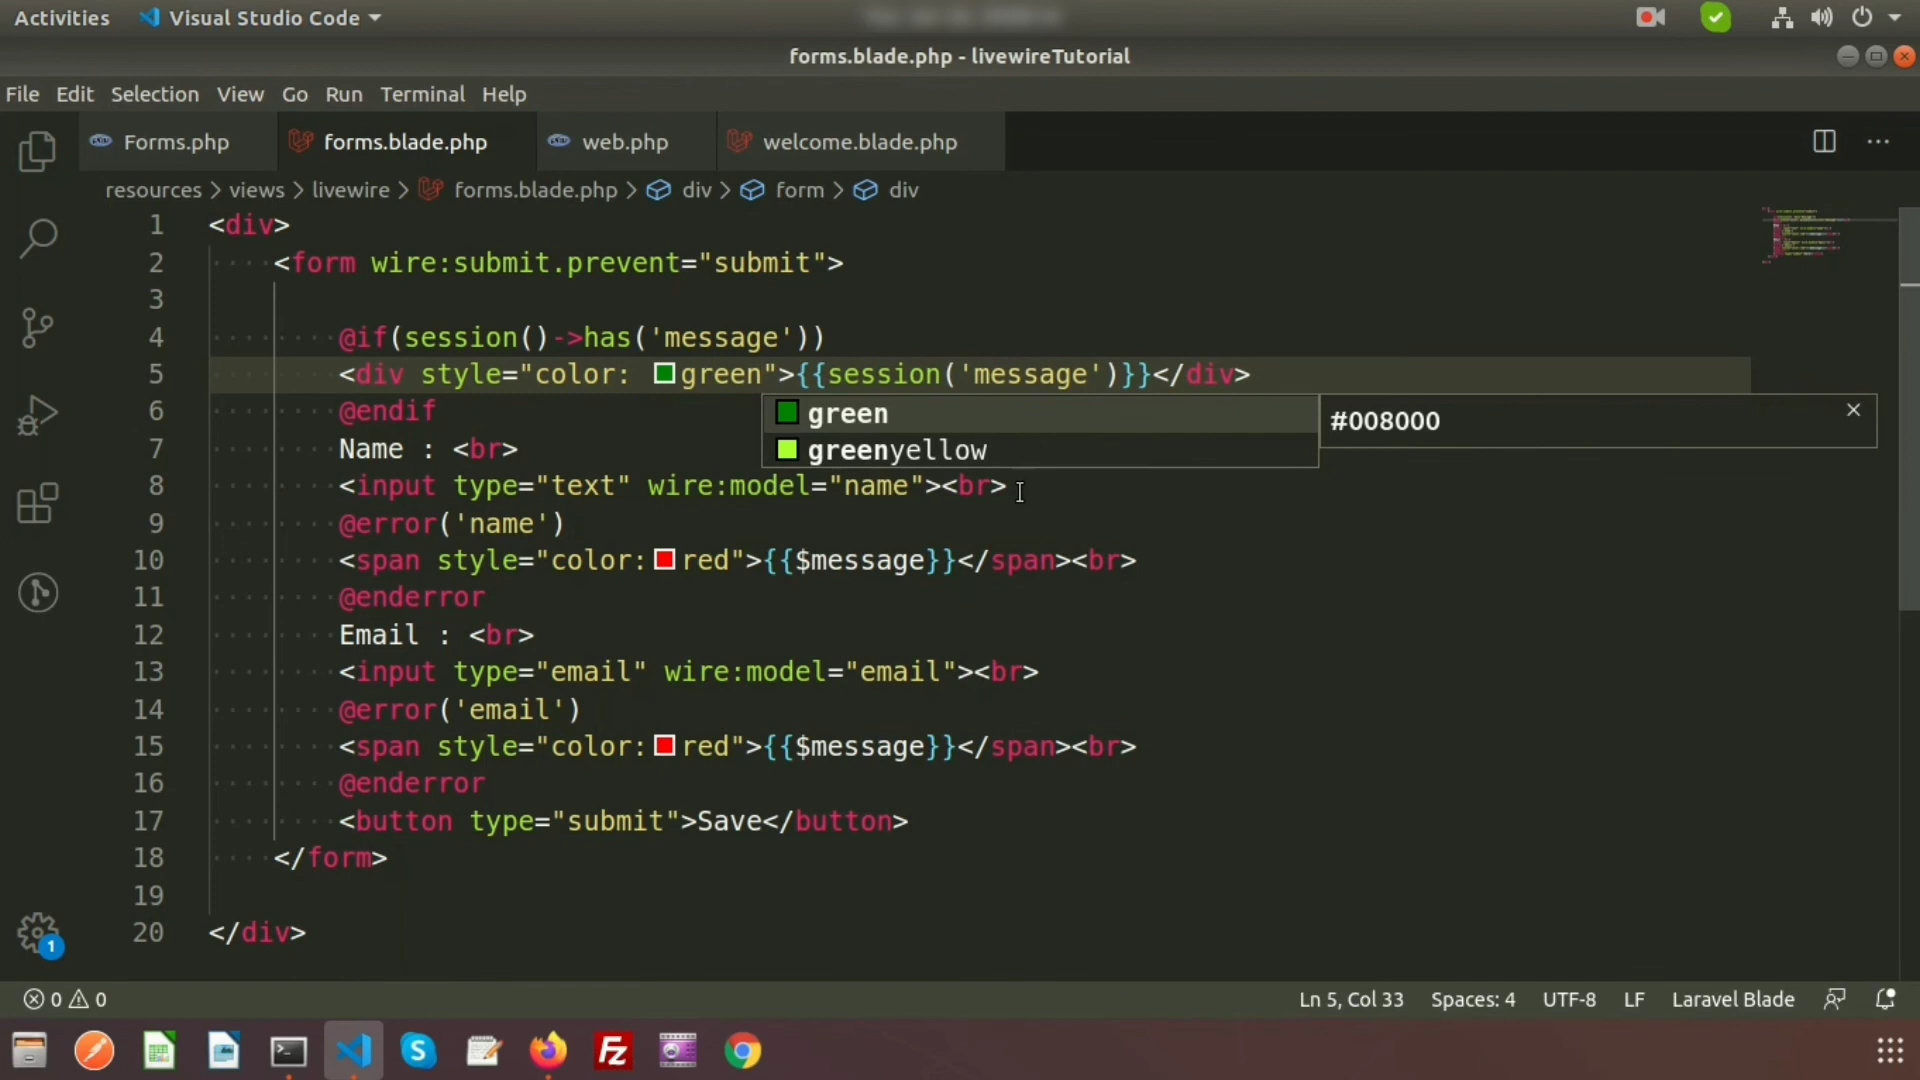 Activities Visual Studio Code
forms.blade.php - livewireTutorial
File Edit Selection View Go Run Terminal Help
Forms.php forms.blade.php web.php welcome.blade.php
resources > views > livewire > forms.blade.php > div > form > div
1 <div>
2 <form wire:submit.prevent="submit">
3
4 @if(session()->has('message'))
5 <div style="color: green">{{session('message')}}</div>
6 @endif
green #008000
7 Name : <br>
greenyellow
8 <input type="text" wire:model="name"><br>
9 @error('name')
10 <span style="color:red">{{$message}}</span><br>
11 @enderror
12 Email : <br>
13 <input type="email" wire:model="email"><br>
14 @error('email')
15 <span style="color:red">{{$message}}</span><br>
16 @enderror
17 <button type="submit">Save</button>
18 </form>
19
20 </div>
1
0 0 Ln 5, Col 33 Spaces: 4 UTF-8 LF Laravel Blade
S Fz